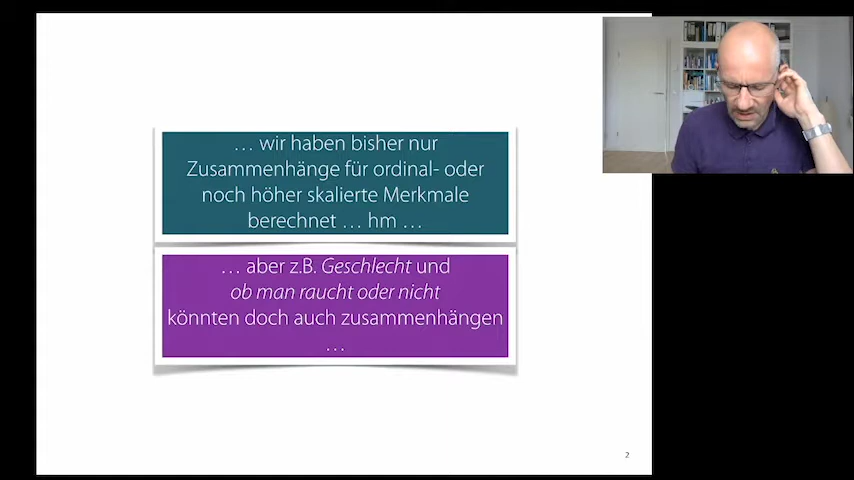 … wir haben bisher nur
Zusammenhänge für ordinal- oder
noch höher skalierte Merkmale
berechnet … hm …
… aber z.B. Geschlecht und
ob man raucht oder nicht
könnten doch auch zusammenhängen
…
2